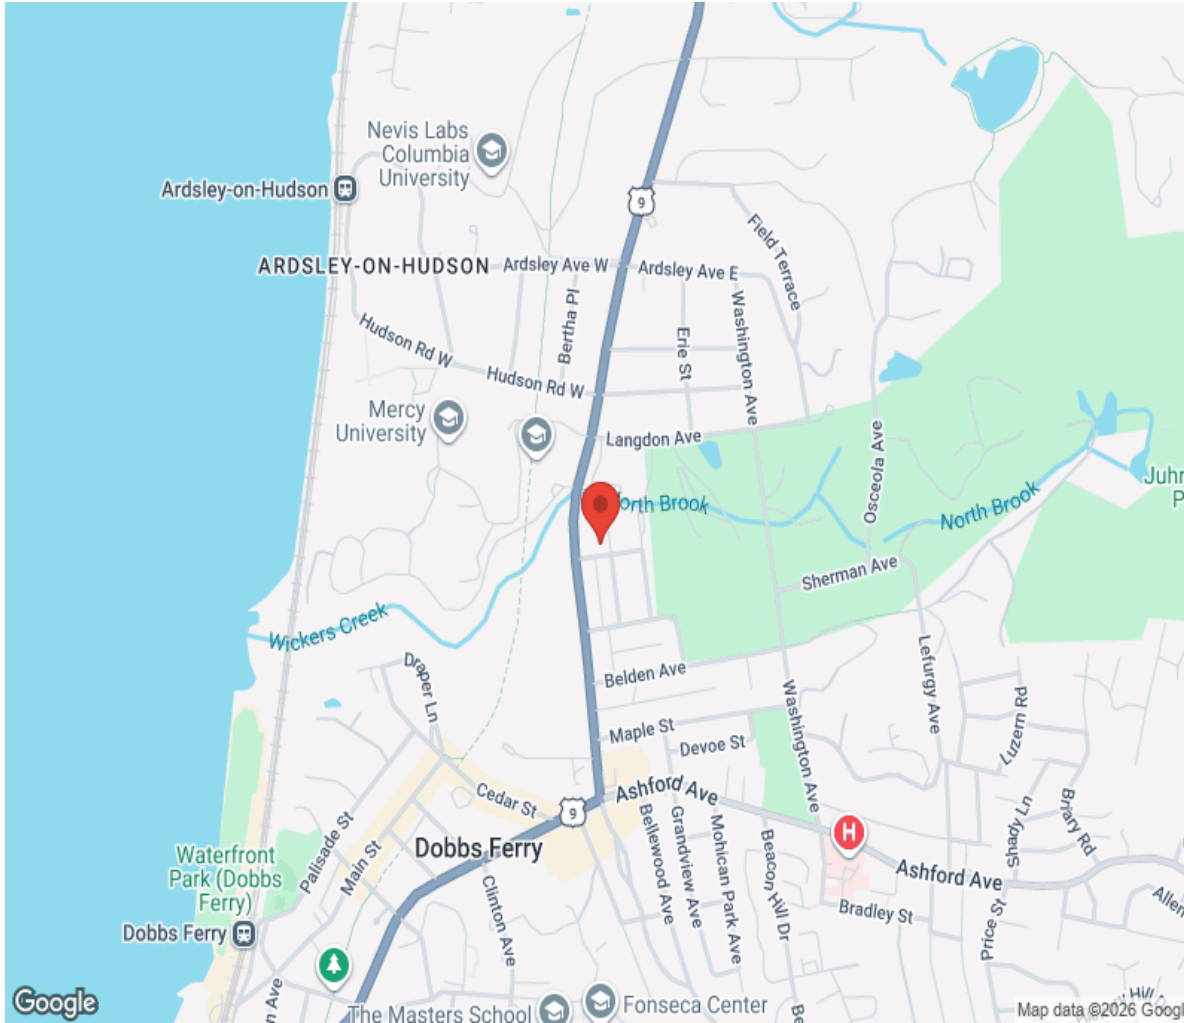 Nevis Labs
Columbia
University
Ardsley-on-Hudson
9
Field Terrace
ARDSLEY-ON-HUDSON
Ardsley Ave W
Ardsley Ave E
Bertha Pl
Erie St
Washington Ave
Hudson Rd W
Hudson Rd W
Mercy
University
Langdon Ave
Osceola Ave
North Brook
North Brook
Sherman Ave
Wickers Creek
Draper Ln
Belden Ave
Lefurgy Ave
Washington Ave
Luzern Rd
Maple St
Devoe St
Ashford Ave
Cedar St
9
Dobbs Ferry
Bellewood Ave
Grandview Ave
Mohican Park Ave
Beacon Hill Dr
H
Shady Ln
Briary Rd
Palisade St
Main St
Waterfront
Park (Dobbs
Ferry)
Clinton Ave
Ashford Ave
Bradley St
Price St
Dobbs Ferry
The Masters School
Fonseca Center
Google
Map data ©2026 Google